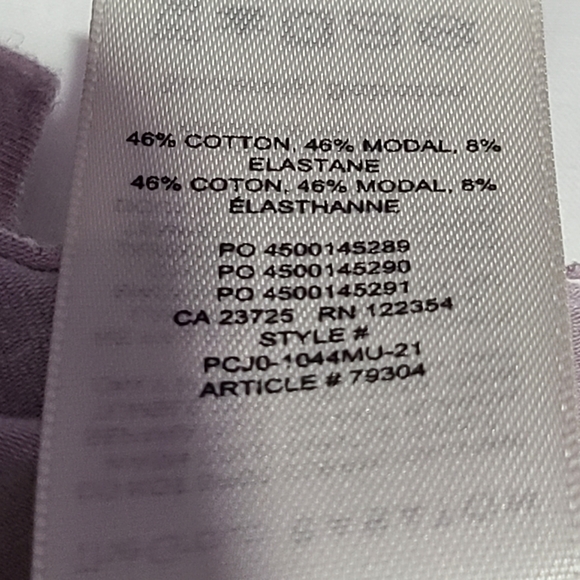 46% COTTON, 46% MODAL, 8%
ELASTANE
46% COTON, 46% MODAL, 8%
ÉLASTHANNE
PO 4500145289
PO 4500145290
PO 4500145291
CA 23725 RN 122354
STYLE #
PCJ0-1044MU-21
ARTICLE # 79304